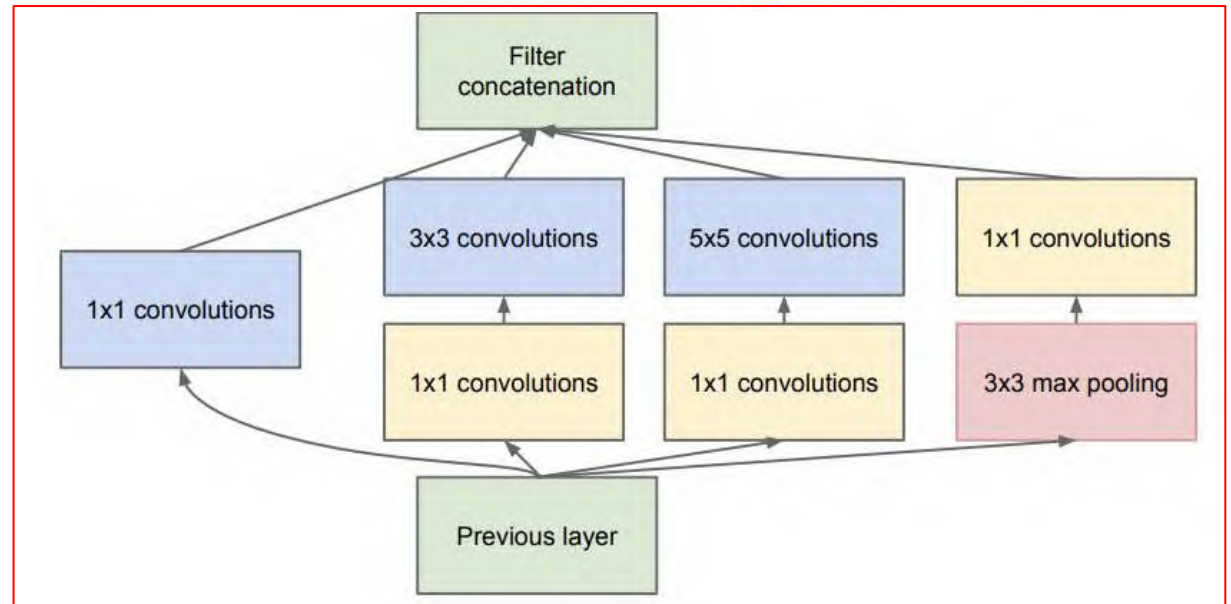 Filter
concatenation
3x3 convolutions
5x5 convolutions
1x1 convolutions
1x1 convolutions
1x1 convolutions
1x1 convolutions
3x3 max pooling
Previous layer